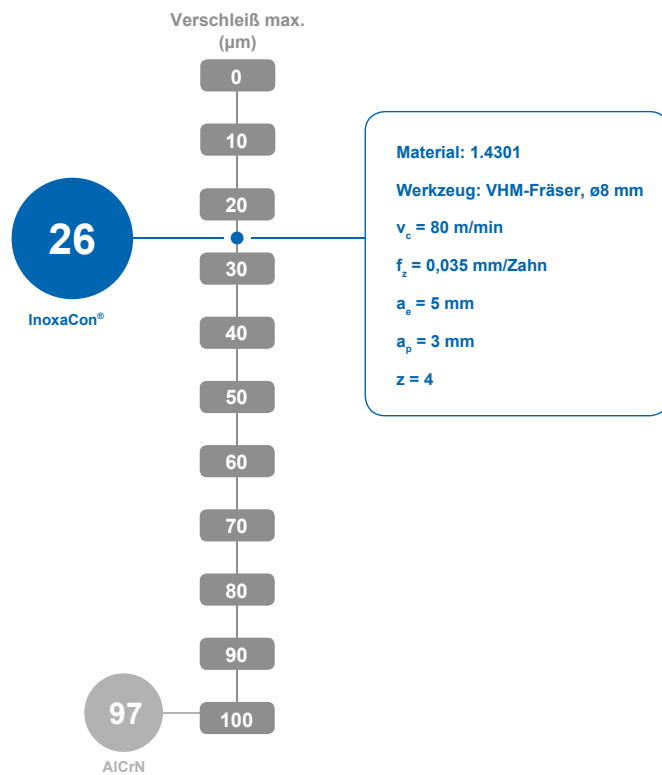 Verschleiß max.
(µm)
0
10
20
26
InoxaCon®
30
40
50
60
70
80
90
100
97
AlCrN
Material: 1.4301
Werkzeug: VHM-Fräser, ø8 mm
vc = 80 m/min
fz = 0,035 mm/Zahn
ae = 5 mm
ap = 3 mm
z = 4